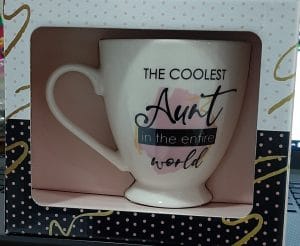 THE COOLEST
Aunt
in the entire
world